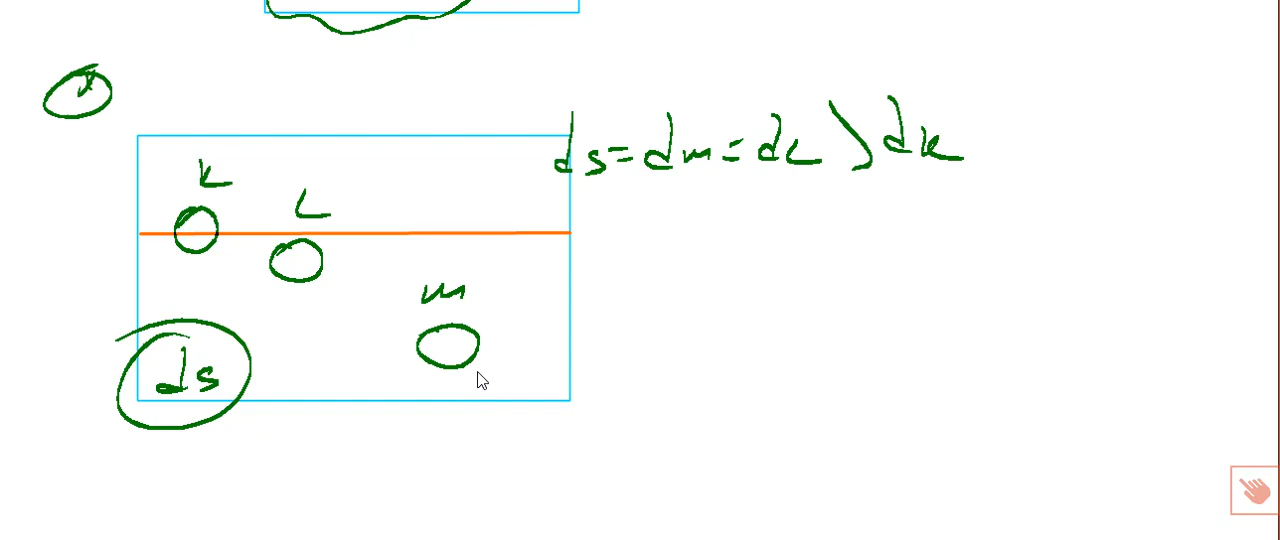 ds = dm = dL > dK
K
L
m
ds